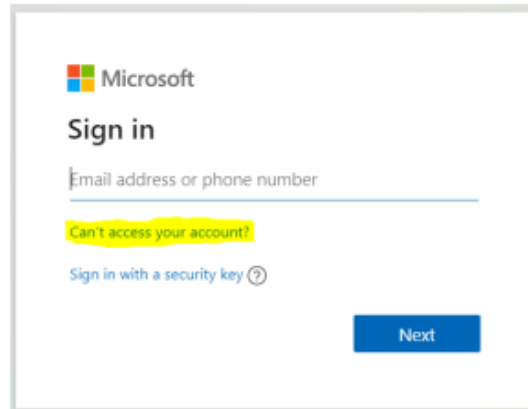 Microsoft
Sign in
Email address or phone number
Can't access your account?
Sign in with a security key ?
Next